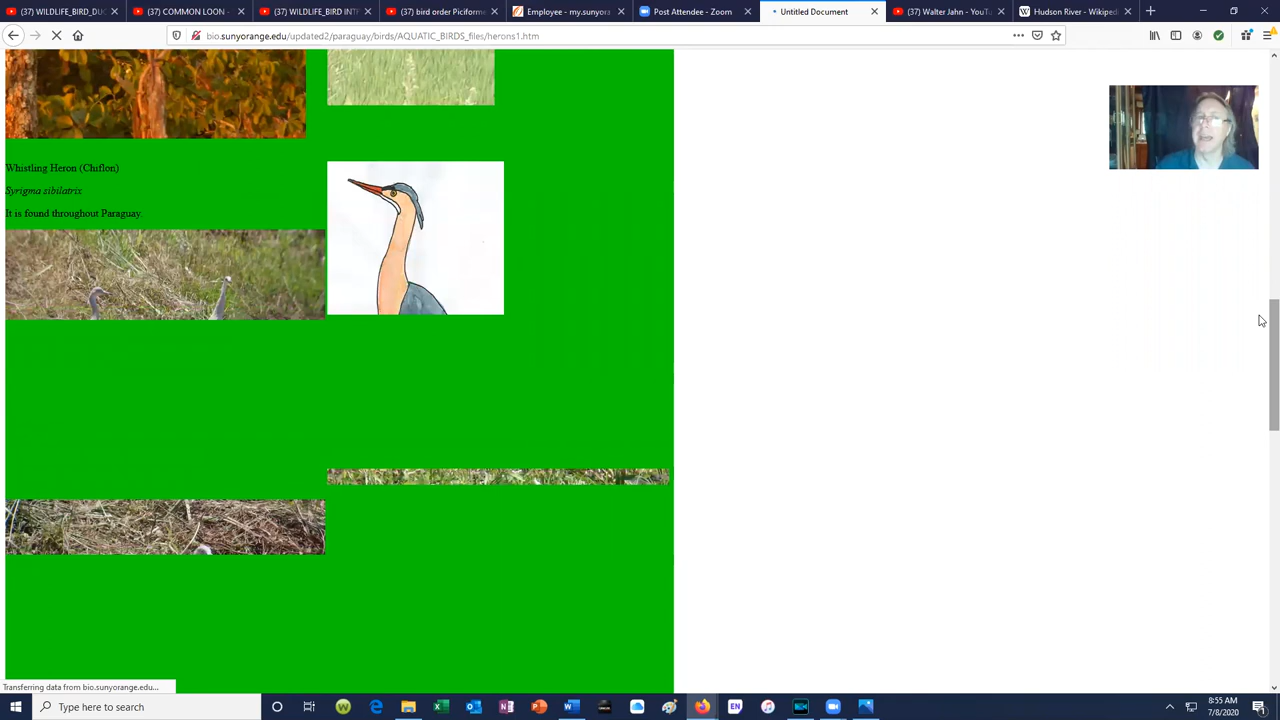 (37) WILDLIFE_BIRD_DUC
(37) COMMON LOON -
(37) WILDLIFE_BIRD INTF
(37) bird order Piciforme
Employee - my.sunyora
Post Attendee - Zoom
Untitled Document
(37) Walter Jahn - YouTu
Hudson River - Wikiped
bio.sunyorange.edu/updated2/paraguay/birds/AQUATIC_BIRDS_files/herons1.htm
Whistling Heron (Chiflon)
Syrigma sibilatrix
It is found throughout Paraguay.
Transferring data from bio.sunyorange.edu...
Type here to search
8:55 AM
7/8/2020